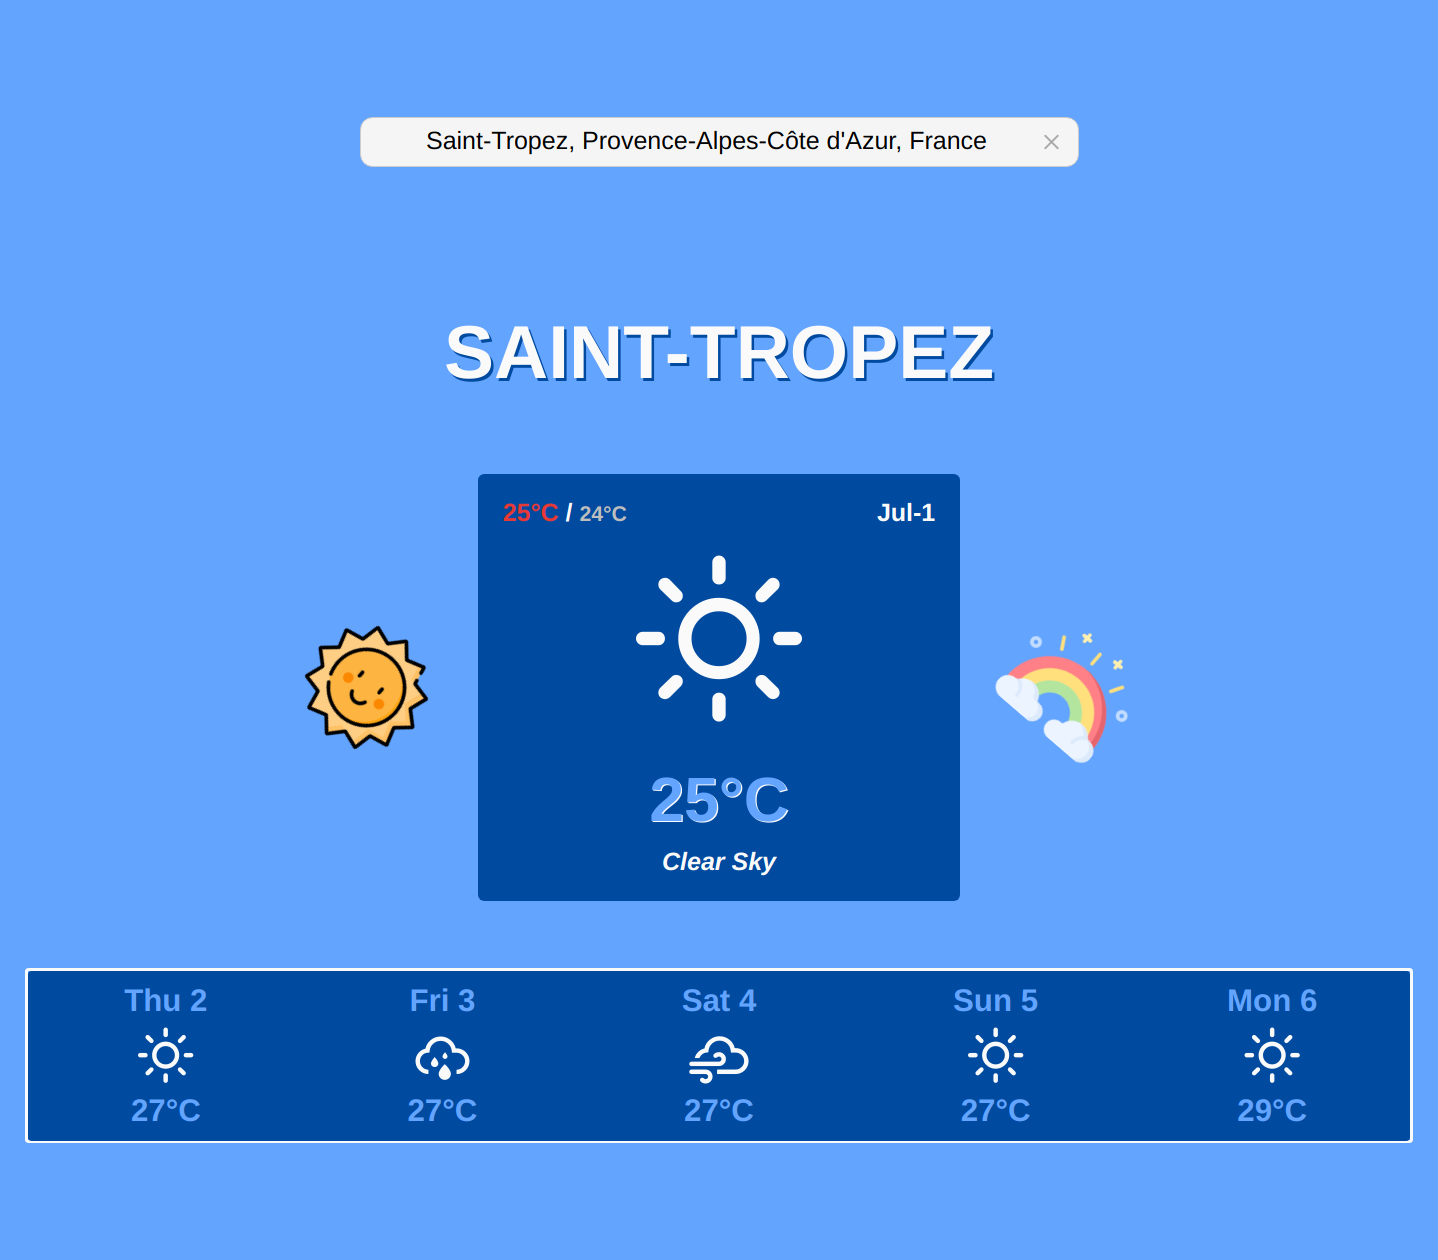 Saint-Tropez, Provence-Alpes-Côte d'Azur, France
SAINT-TROPEZ
25°C / 24°C Jul-1
25°C
Clear Sky
Thu 2 Fri 3 Sat 4 Sun 5 Mon 6
27°C 27°C 27°C 27°C 29°C